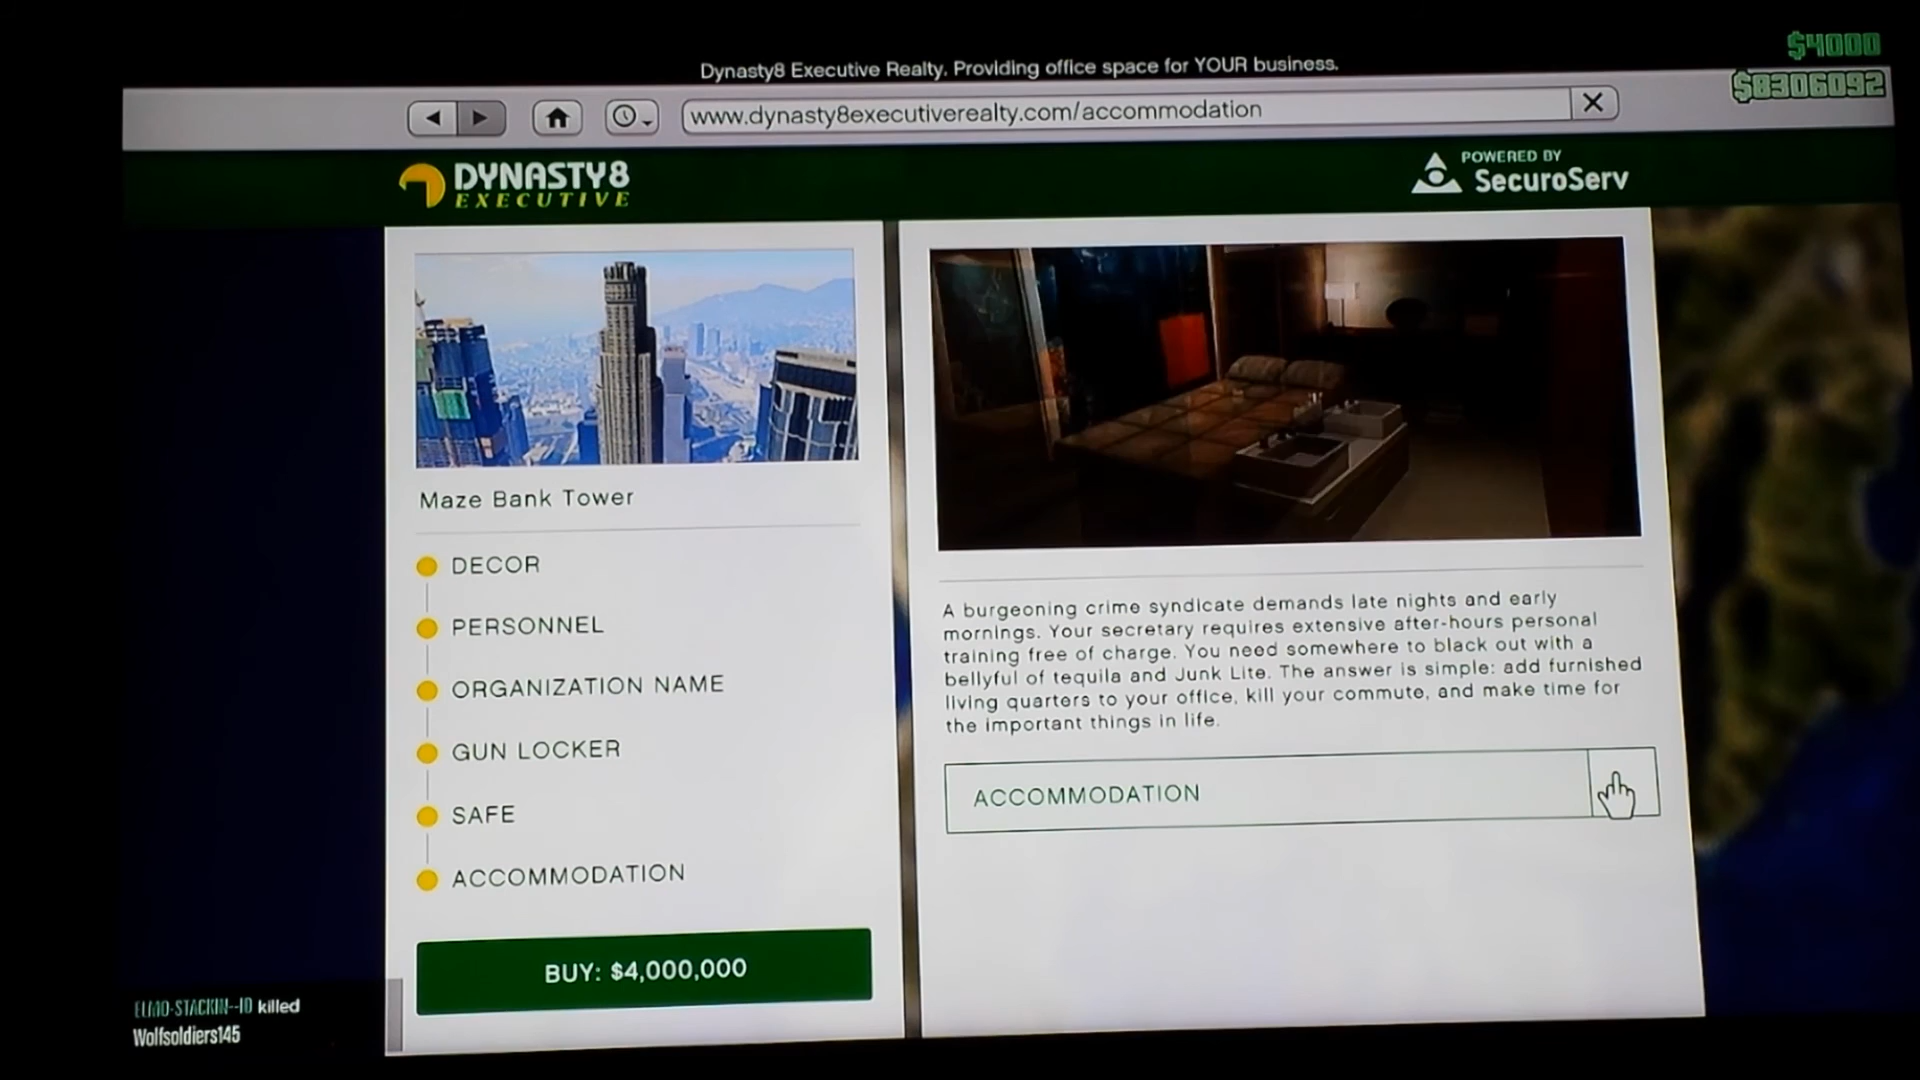 $4000
$8306092
Dynasty8 Executive Realty. Providing office space for YOUR business.
www.dynasty8executiverealty.com/accommodation
DYNASTY8
EXECUTIVE
POWERED BY
SecuroServ
Maze Bank Tower
DECOR
PERSONNEL
ORGANIZATION NAME
GUN LOCKER
SAFE
ACCOMMODATION
BUY: $4,000,000
A burgeoning crime syndicate demands late nights and early
mornings. Your secretary requires extensive after-hours personal
training free of charge. You need somewhere to black out with a
bellyful of tequila and Junk Lite. The answer is simple: add furnished
living quarters to your office, kill your commute, and make time for
the important things in life.
ACCOMMODATION
ELMO-STACKIN--10 killed
Wolfsoldiers145